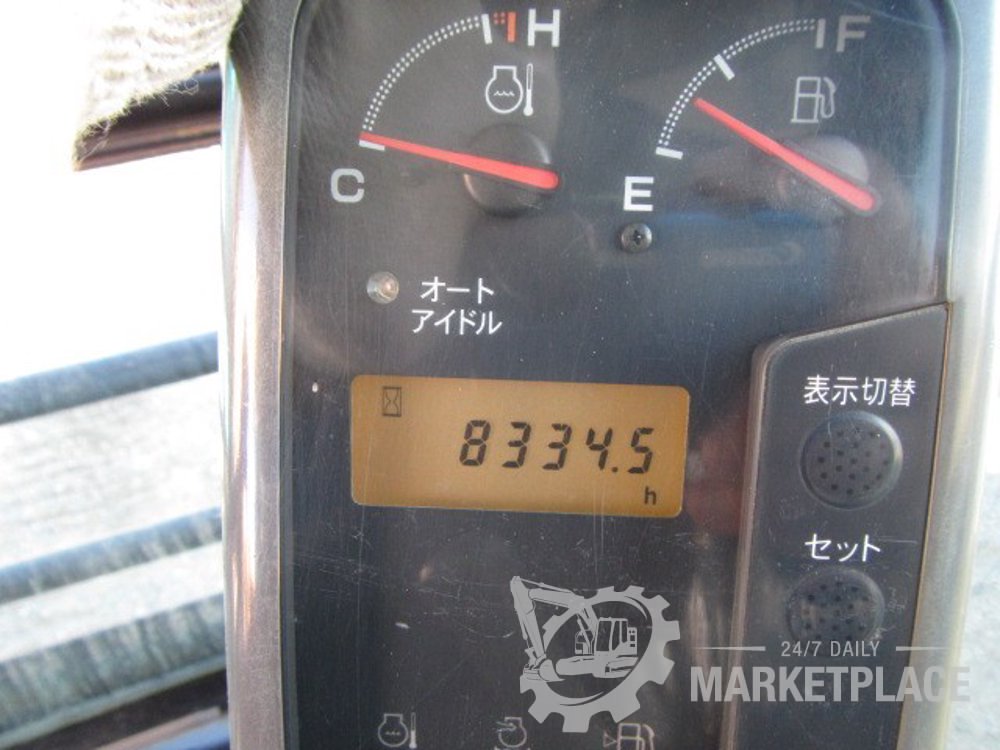 H
F
C
E
オート
アイドル
表示切替
8334.5
h
セット
24/7 DAILY
MARKETPLACE